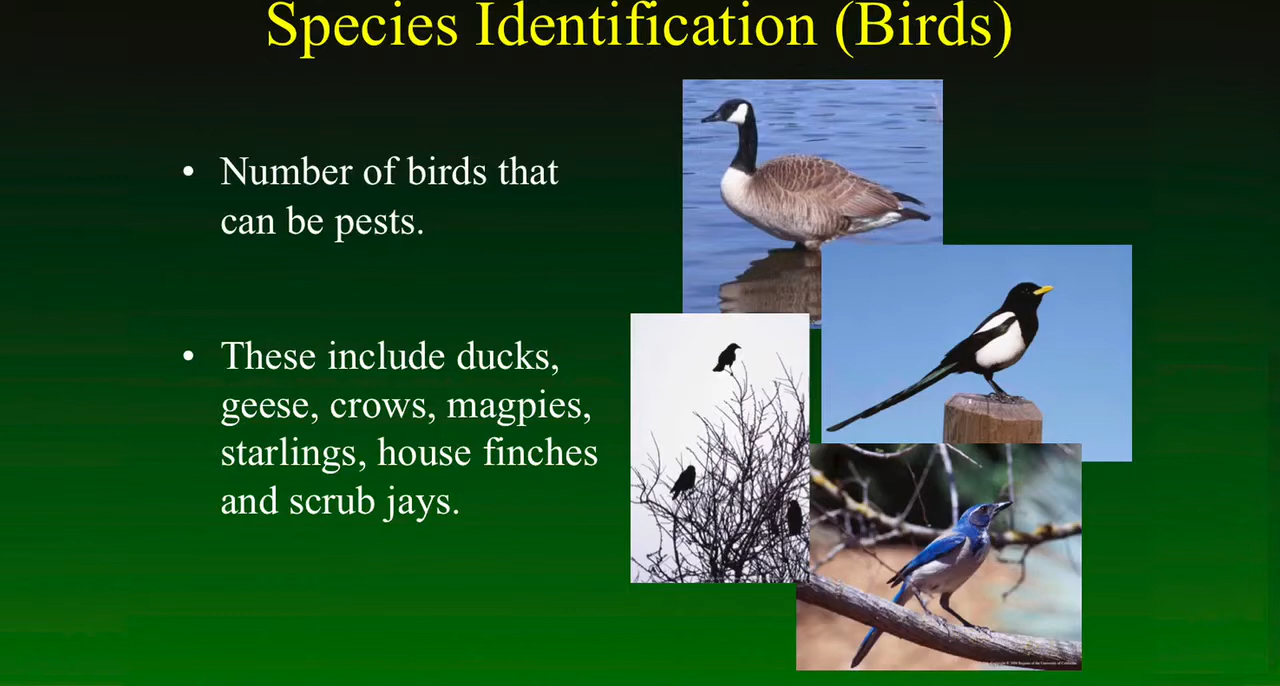 Species Identification (Birds)
• Number of birds that
can be pests.
• These include ducks,
geese, crows, magpies,
starlings, house finches
and scrub jays.